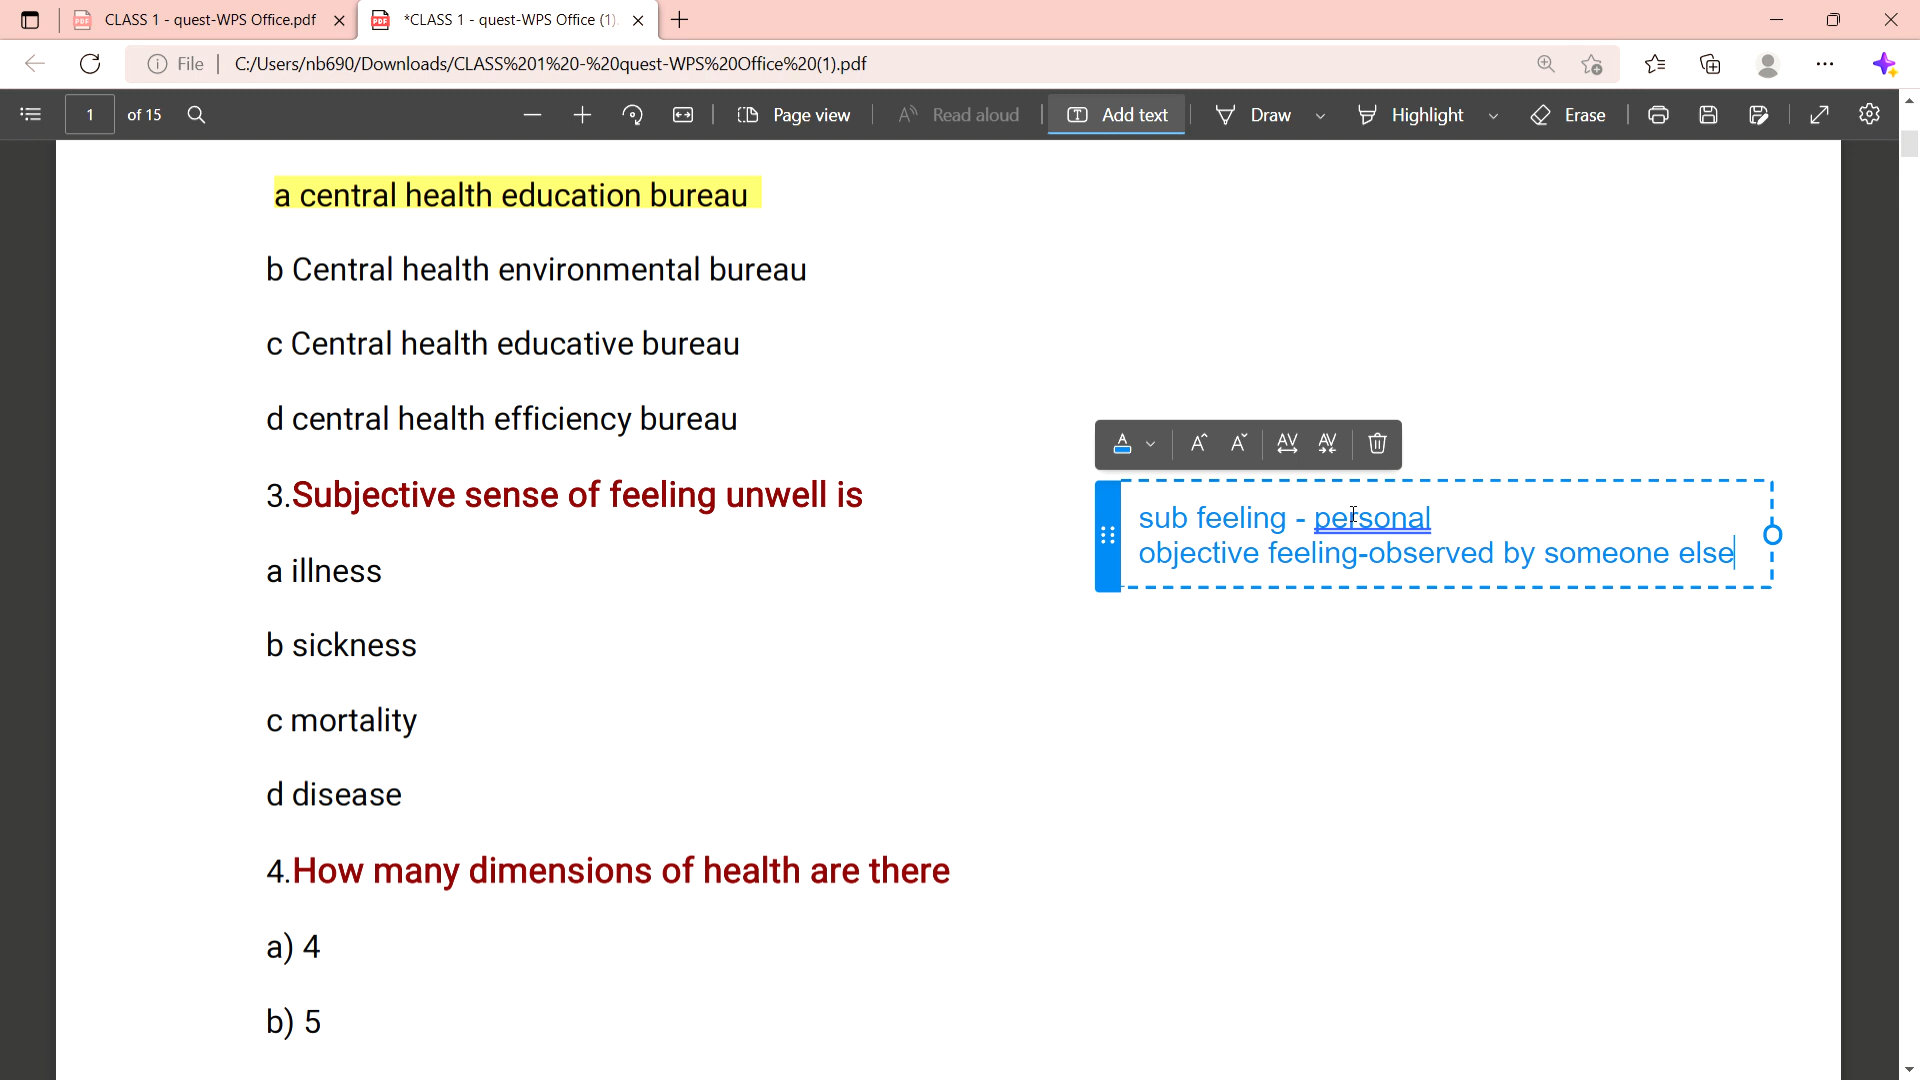 CLASS 1 - quest-WPS Office.pdf
*CLASS 1 - quest-WPS Office (1).
File
C:/Users/nb690/Downloads/CLASS%201%20-%20quest-WPS%20Office%20(1).pdf
1 of 15
Page view
Read aloud
Add text
Draw
Highlight
Erase
a central health education bureau
b Central health environmental bureau
c Central health educative bureau
d central health efficiency bureau
3.Subjective sense of feeling unwell is
sub feeling - personal
objective feeling-observed by someone else
a illness
b sickness
c mortality
d disease
4.How many dimensions of health are there
a) 4
b) 5